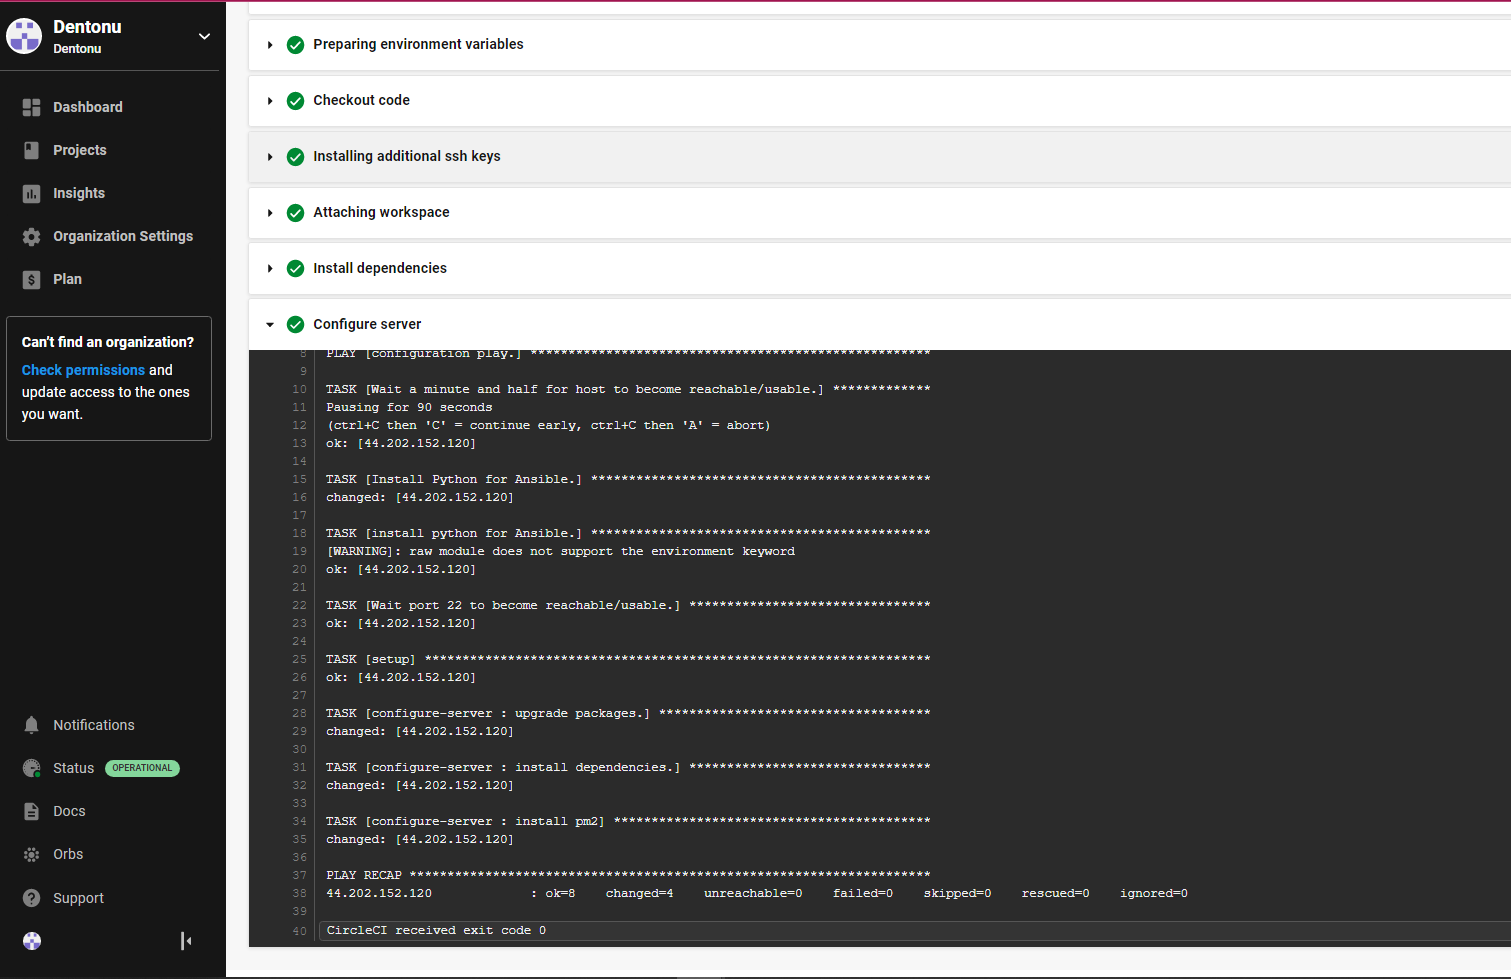 Dentonu
Dentonu
Dashboard
Projects
Insights
Organization Settings
Plan
Can't find an organization?
Check permissions and
update access to the ones
you want.
Notifications
Status OPERATIONAL
Docs
Orbs
Support
Preparing environment variables
Checkout code
Installing additional ssh keys
Attaching workspace
Install dependencies
Configure server
8 PLAY [configuration play.] *****************************************************
9
10 TASK [Wait a minute and half for host to become reachable/usable.] *************
11 Pausing for 90 seconds
12 (ctrl+C then 'C' = continue early, ctrl+C then 'A' = abort)
13 ok: [44.202.152.120]
14
15 TASK [Install Python for Ansible.] *********************************************
16 changed: [44.202.152.120]
17
18 TASK [install python for Ansible.] *********************************************
19 [WARNING]: raw module does not support the environment keyword
20 ok: [44.202.152.120]
21
22 TASK [Wait port 22 to become reachable/usable.] ********************************
23 ok: [44.202.152.120]
24
25 TASK [setup] *******************************************************************
26 ok: [44.202.152.120]
27
28 TASK [configure-server : upgrade packages.] ************************************
29 changed: [44.202.152.120]
30
31 TASK [configure-server : install dependencies.] ********************************
32 changed: [44.202.152.120]
33
34 TASK [configure-server : install pm2] ******************************************
35 changed: [44.202.152.120]
36
37 PLAY RECAP *********************************************************************
38 44.202.152.120 : ok=8 changed=4 unreachable=0 failed=0 skipped=0 rescued=0 ignored=0
39
40 CircleCI received exit code 0